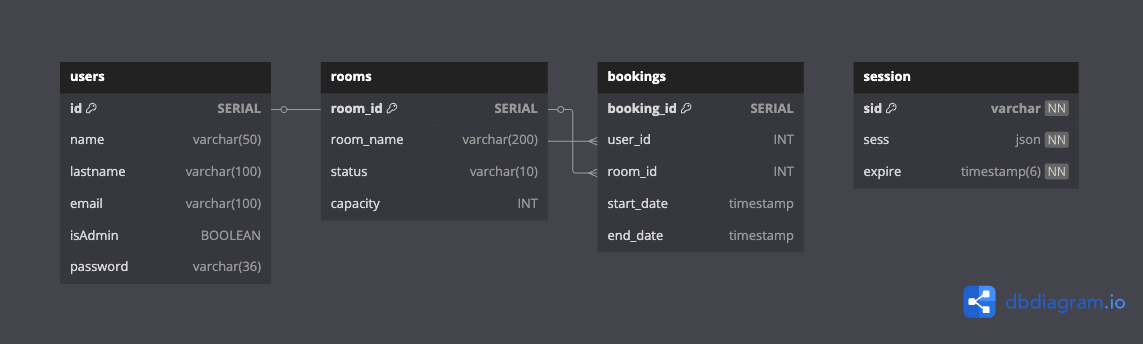 users
id SERIAL
name varchar(50)
lastname varchar(100)
email varchar(100)
isAdmin BOOLEAN
password varchar(36)
rooms
room_id SERIAL
room_name varchar(200)
status varchar(10)
capacity INT
bookings
booking_id SERIAL
user_id INT
room_id INT
start_date timestamp
end_date timestamp
session
sid varchar NN
sess json NN
expire timestamp(6) NN
dbdiagram.io